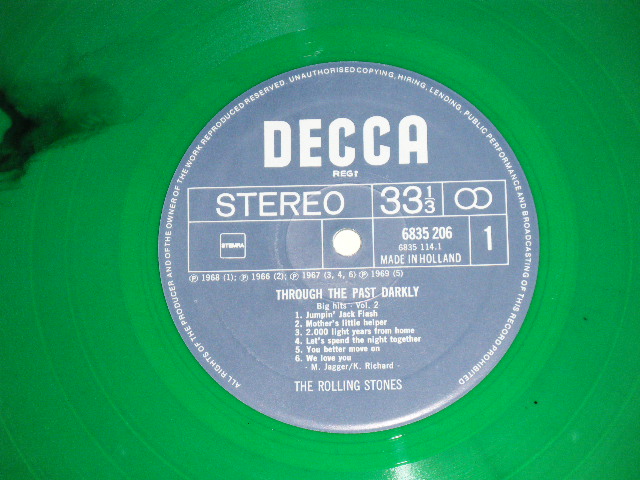 ALL RIGHTS OF THE PRODUCER AND OF THE OWNER OF THE WORK REPRODUCED RESERVED. UNAUTHORISED COPYING, HIRING, LENDING, PUBLIC PERFORMANCE AND BROADCASTING OF THIS RECORD PROHIBITED
DECCA
REGT
STEREO 33 1/3
STEMRA
6835 206
6835 114.1
1
MADE IN HOLLAND
Ⓟ 1968 (1); Ⓟ 1966 (2); Ⓟ 1967 (3, 4, 6) Ⓟ 1969 (5)
THROUGH THE PAST DARKLY
Big hits - Vol. 2
1. Jumpin' Jack Flash
2. Mother's little helper
3. 2.000 light years from home
4. Let's spend the night together
5. You better move on
6. We love you
- M. Jagger/K. Richard -
THE ROLLING STONES